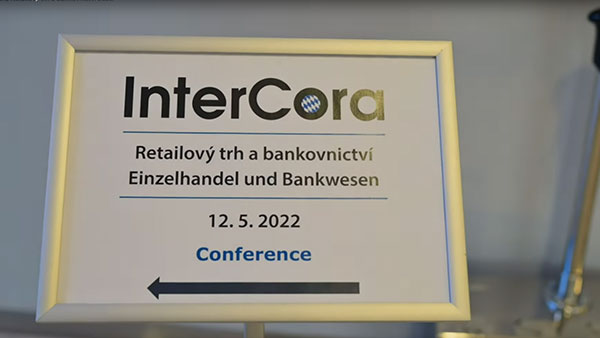 InterCora
Retailový trh a bankovnictví
Einzelhandel und Bankwesen
12. 5. 2022
Conference